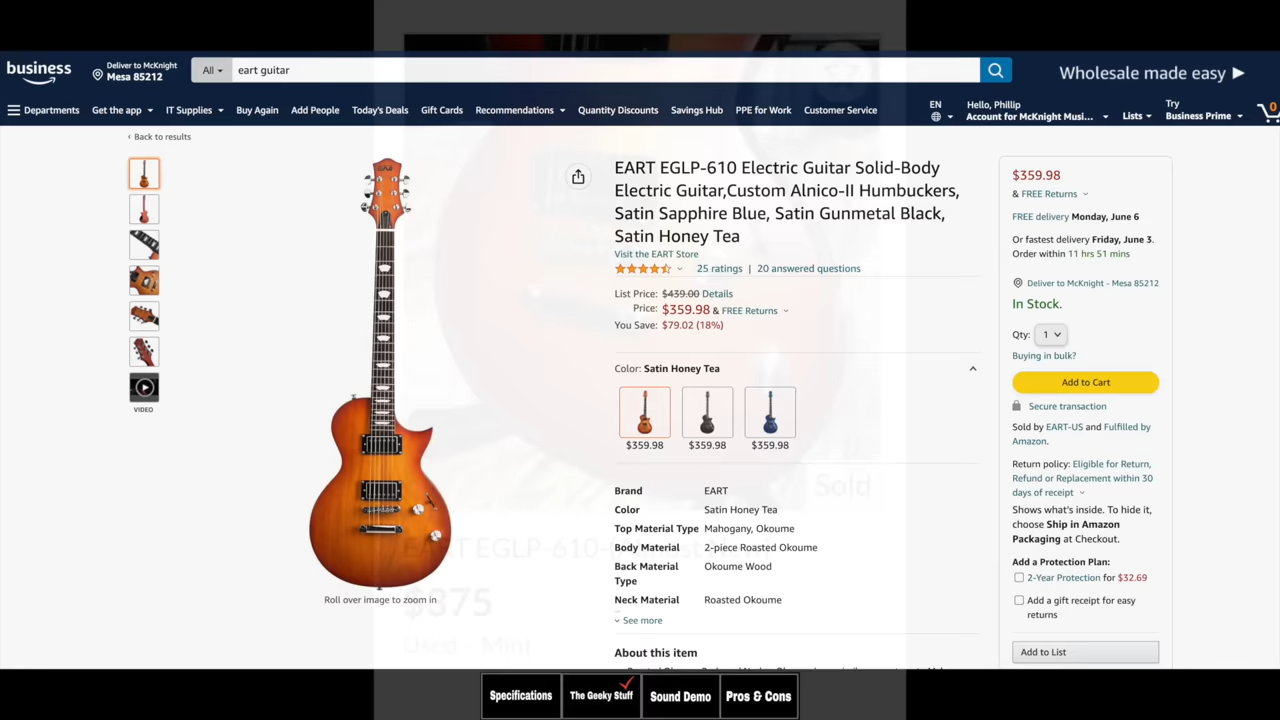 business
Deliver to McKnight
Mesa 85212
All
eart guitar
Wholesale made easy
Departments
Get the app
IT Supplies
Buy Again
Add People
Today's Deals
Gift Cards
Recommendations
Quantity Discounts
Savings Hub
PPE for Work
Customer Service
EN
Hello, Phillip
Account for McKnight Musi...
Lists
Try
Business Prime
0
‹ Back to results
VIDEO
Roll over image to zoom in
EART EGLP-610 Electric Guitar Solid-Body
Electric Guitar,Custom Alnico-II Humbuckers,
Satin Sapphire Blue, Satin Gunmetal Black,
Satin Honey Tea
Visit the EART Store
25 ratings | 20 answered questions
List Price: $439.00 Details
Price: $359.98 & FREE Returns
You Save: $79.02 (18%)
Color: Satin Honey Tea
$359.98
$359.98
$359.98
Sold
Brand EART
Color Satin Honey Tea
Top Material Type Mahogany, Okoume
Body Material 2-piece Roasted Okoume
EART EGLP-610-
Back Material Okoume Wood
Type
Neck Material Roasted Okoume
$375
See more
Used - Mint
About this item
$359.98
& FREE Returns
FREE delivery Monday, June 6
Or fastest delivery Friday, June 3.
Order within 11 hrs 51 mins
Deliver to McKnight - Mesa 85212
In Stock.
Qty: 1
Buying in bulk?
Add to Cart
Secure transaction
Sold by EART-US and Fulfilled by
Amazon.
Return policy: Eligible for Return,
Refund or Replacement within 30
days of receipt
Shows what's inside. To hide it,
choose Ship in Amazon
Packaging at Checkout.
Add a Protection Plan:
2-Year Protection for $32.69
Add a gift receipt for easy
returns
Add to List
Specifications
The Geeky Stuff
Sound Demo
Pros & Cons